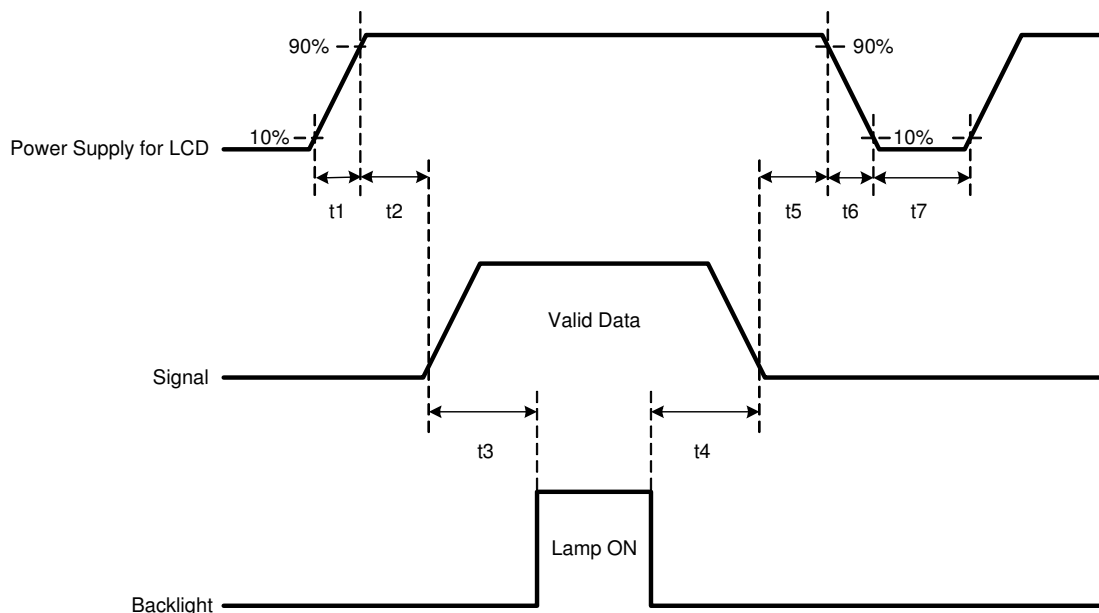 90%
90%
10%
10%
Power Supply for LCD
t1
t2
t5
t6
t7
Valid Data
Signal
t3
t4
Lamp ON
Backlight